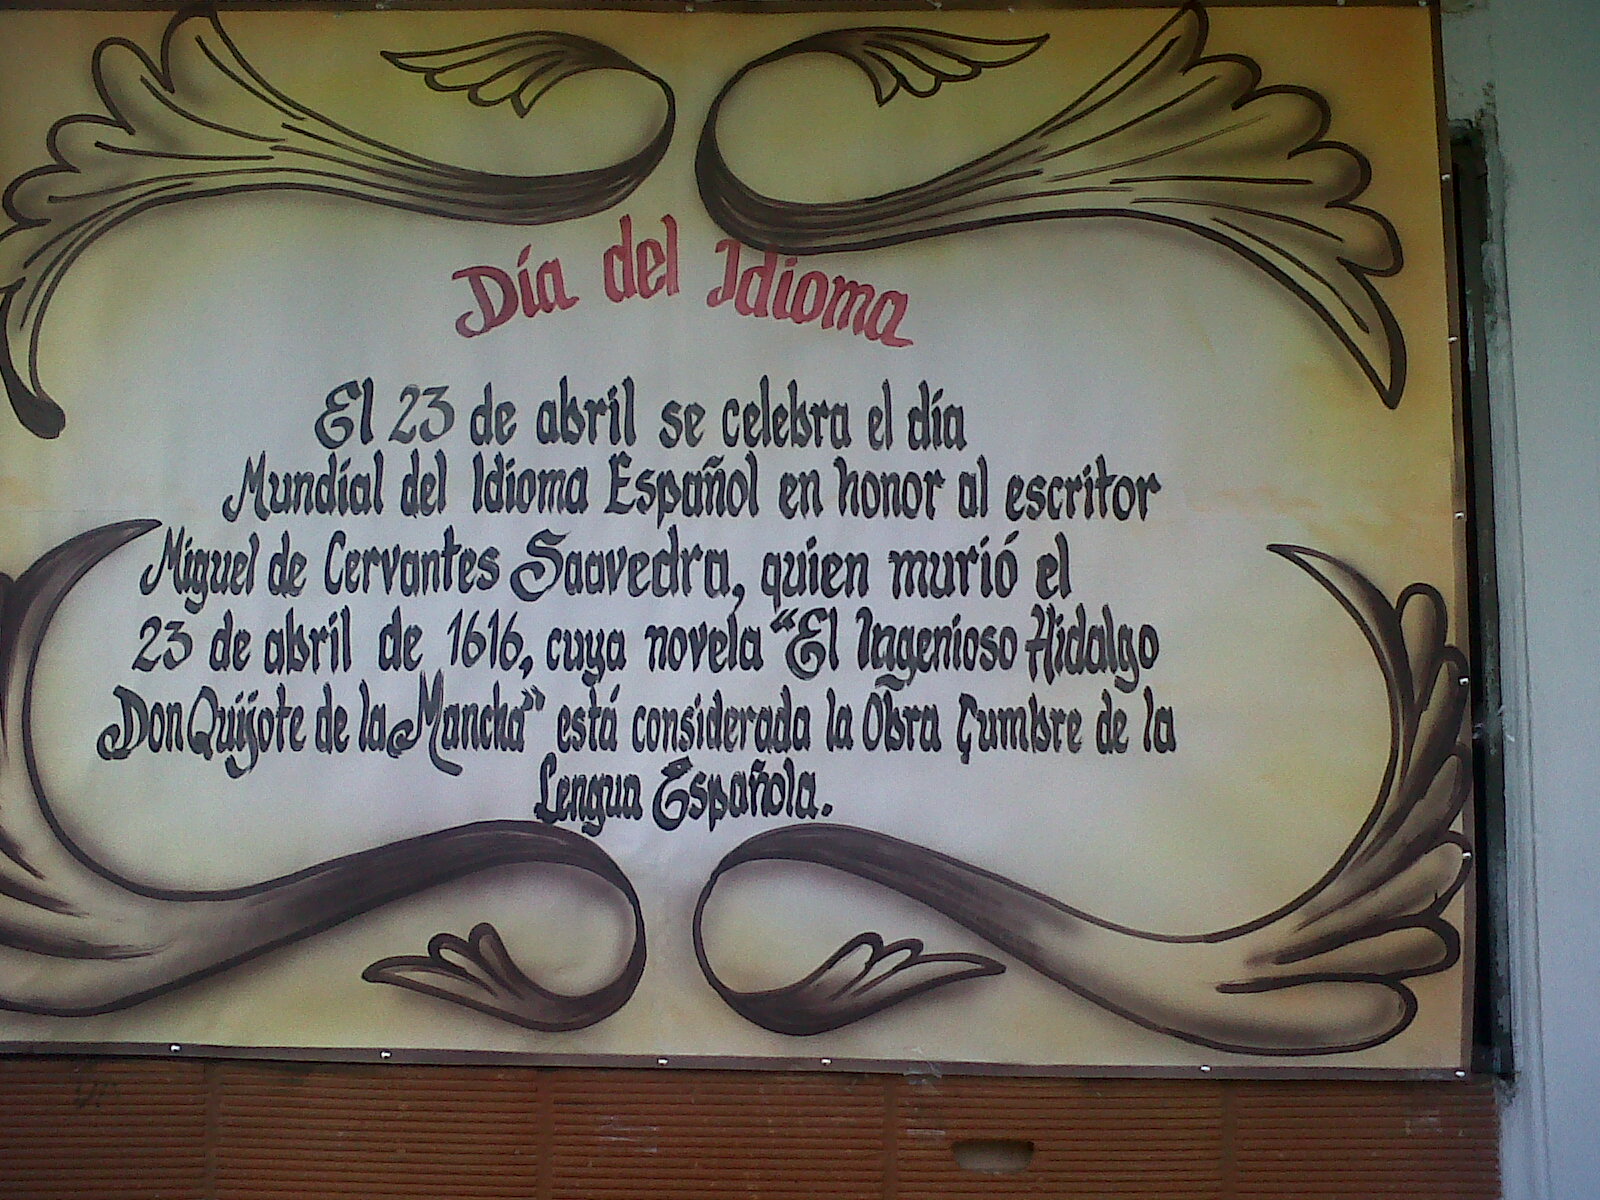 Día del Idioma
El 23 de abril se celebra el día
Mundial del Idioma Español en honor al escritor
Miguel de Cervantes Saavedra, quien murió el
23 de abril de 1616, cuya novela "El Ingenioso Hidalgo
Don Quijote de la Mancha" está considerada la Obra Cumbre de la
Lengua Española.